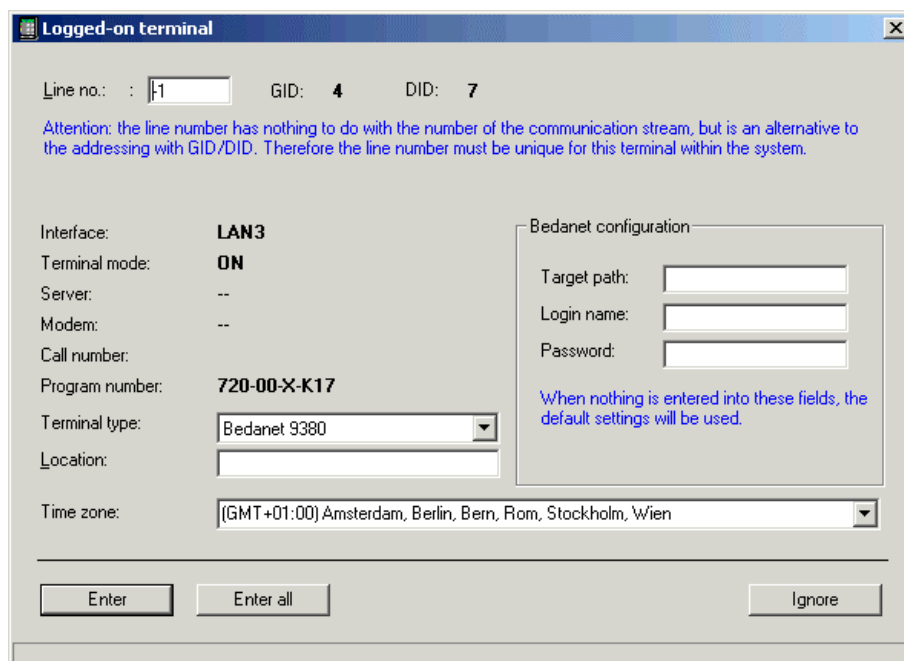 Logged-on terminal
Line no.: : -1 GID: 4 DID: 7
Attention: the line number has nothing to do with the number of the communication stream, but is an alternative to
the addressing with GID/DID. Therefore the line number must be unique for this terminal within the system.
Interface: LAN3
Terminal mode: ON
Server: --
Modem: --
Call number:
Program number: 720-00-X-K17
Terminal type: Bedanet 9380
Location:
Bedanet configuration
Target path:
Login name:
Password:
When nothing is entered into these fields, the
default settings will be used.
Time zone: (GMT+01:00) Amsterdam, Berlin, Bern, Rom, Stockholm, Wien
Enter Enter all Ignore